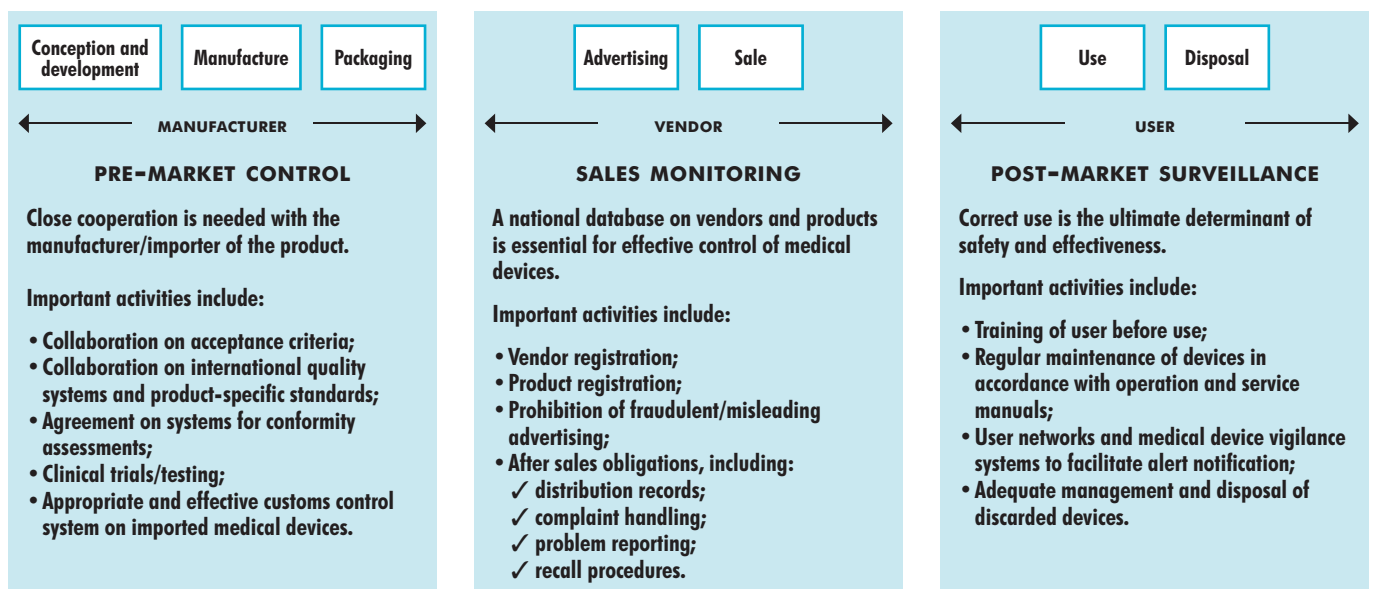 Conception and
development
Manufacture
Packaging
MANUFACTURER
PRE-MARKET CONTROL
Close cooperation is needed with the
manufacturer/importer of the product.
Important activities include:
• Collaboration on acceptance criteria;
• Collaboration on international quality
systems and product-specific standards;
• Agreement on systems for conformity
assessments;
• Clinical trials/testing;
• Appropriate and effective customs control
system on imported medical devices.
Advertising
Sale
VENDOR
SALES MONITORING
A national database on vendors and products
is essential for effective control of medical
devices.
Important activities include:
• Vendor registration;
• Product registration;
• Prohibition of fraudulent/misleading
advertising;
• After sales obligations, including:
✓ distribution records;
✓ complaint handling;
✓ problem reporting;
✓ recall procedures.
Use
Disposal
USER
POST-MARKET SURVEILLANCE
Correct use is the ultimate determinant of
safety and effectiveness.
Important activities include:
• Training of user before use;
• Regular maintenance of devices in
accordance with operation and service
manuals;
• User networks and medical device vigilance
systems to facilitate alert notification;
• Adequate management and disposal of
discarded devices.